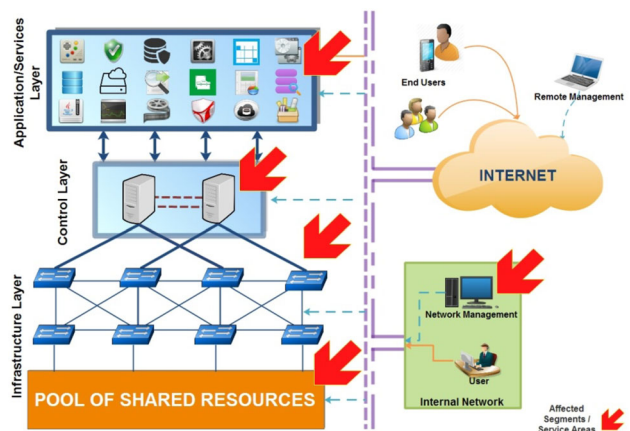 Application/Services
Layer
Control Layer
Infrastructure Layer
POOL OF SHARED RESOURCES
End Users
Remote Management
INTERNET
Network Management
User
Internal Network
Affected
Segments /
Service Areas